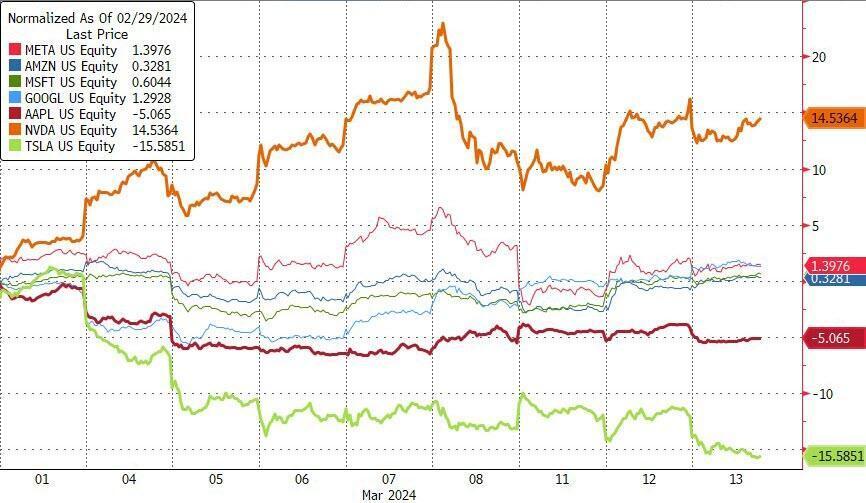 Normalized As Of 02/29/2024
Last Price
META US Equity 1.3976
AMZN US Equity 0.3281
MSFT US Equity 0.6044
GOOGL US Equity 1.2928
AAPL US Equity -5.065
NVDA US Equity 14.5364
TSLA US Equity -15.5851
20
14.5364
10
5
1.3976
0.3281
-5.065
-10
-15.5851
01 04 05 06 07 08 11 12 13
Mar 2024